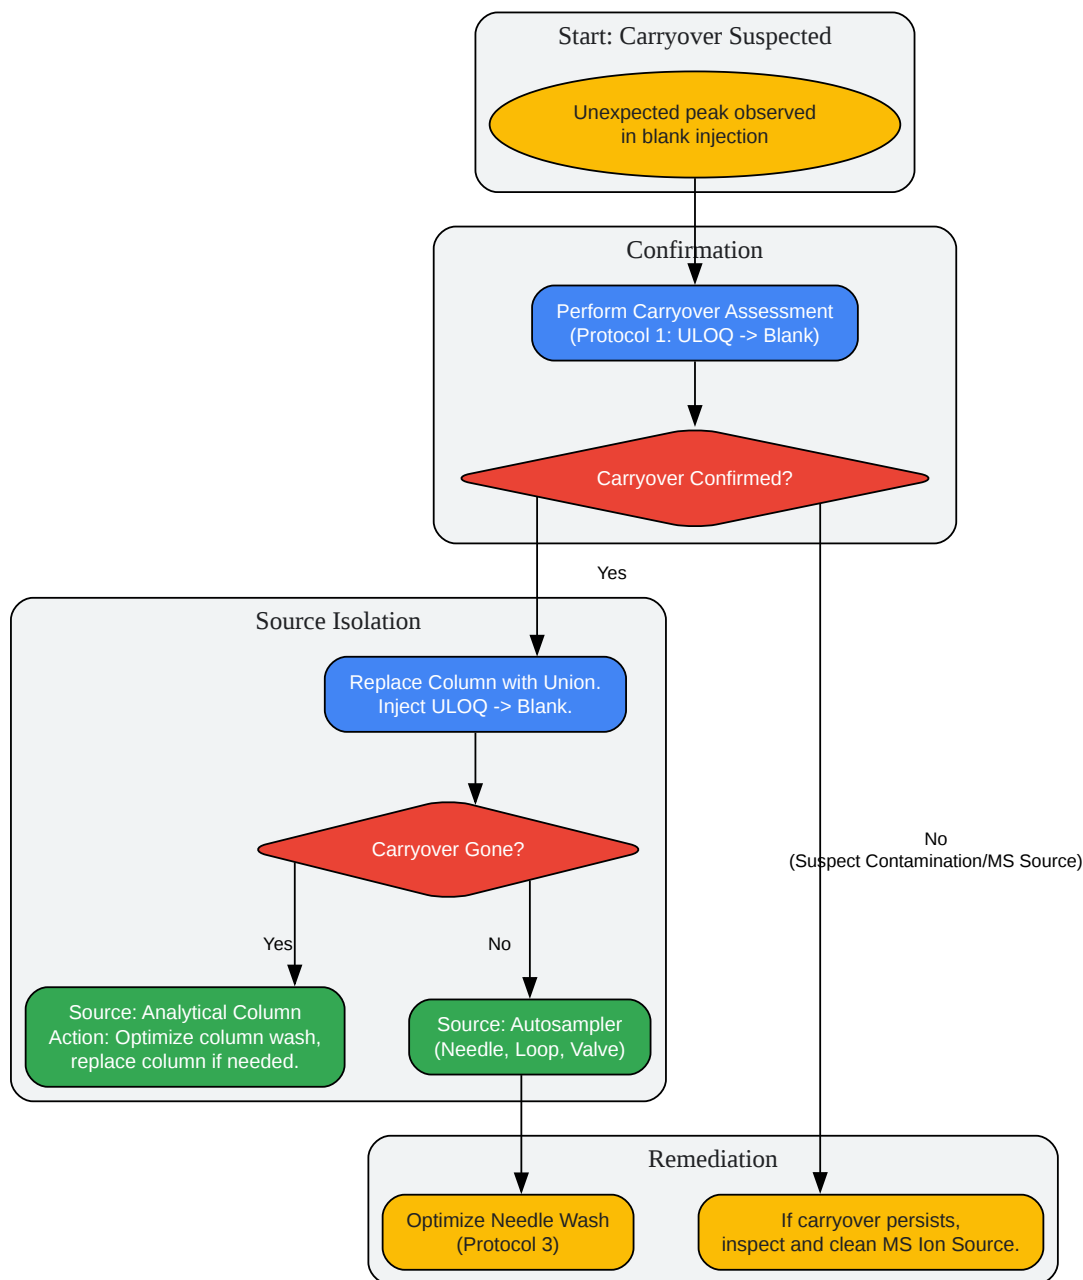 Start: Carryover Suspected
Unexpected peak observed
in blank injection
Confirmation
Perform Carryover Assessment
(Protocol 1: ULOQ -> Blank)
Carryover Confirmed?
Yes
Source Isolation
Replace Column with Union.
Inject ULOQ -> Blank.
Carryover Gone?
No
(Suspect Contamination/MS Source)
Yes
No
Source: Analytical Column
Action: Optimize column wash,
replace column if needed.
Source: Autosampler
(Needle, Loop, Valve)
Remediation
Optimize Needle Wash
(Protocol 3)
If carryover persists,
inspect and clean MS Ion Source.